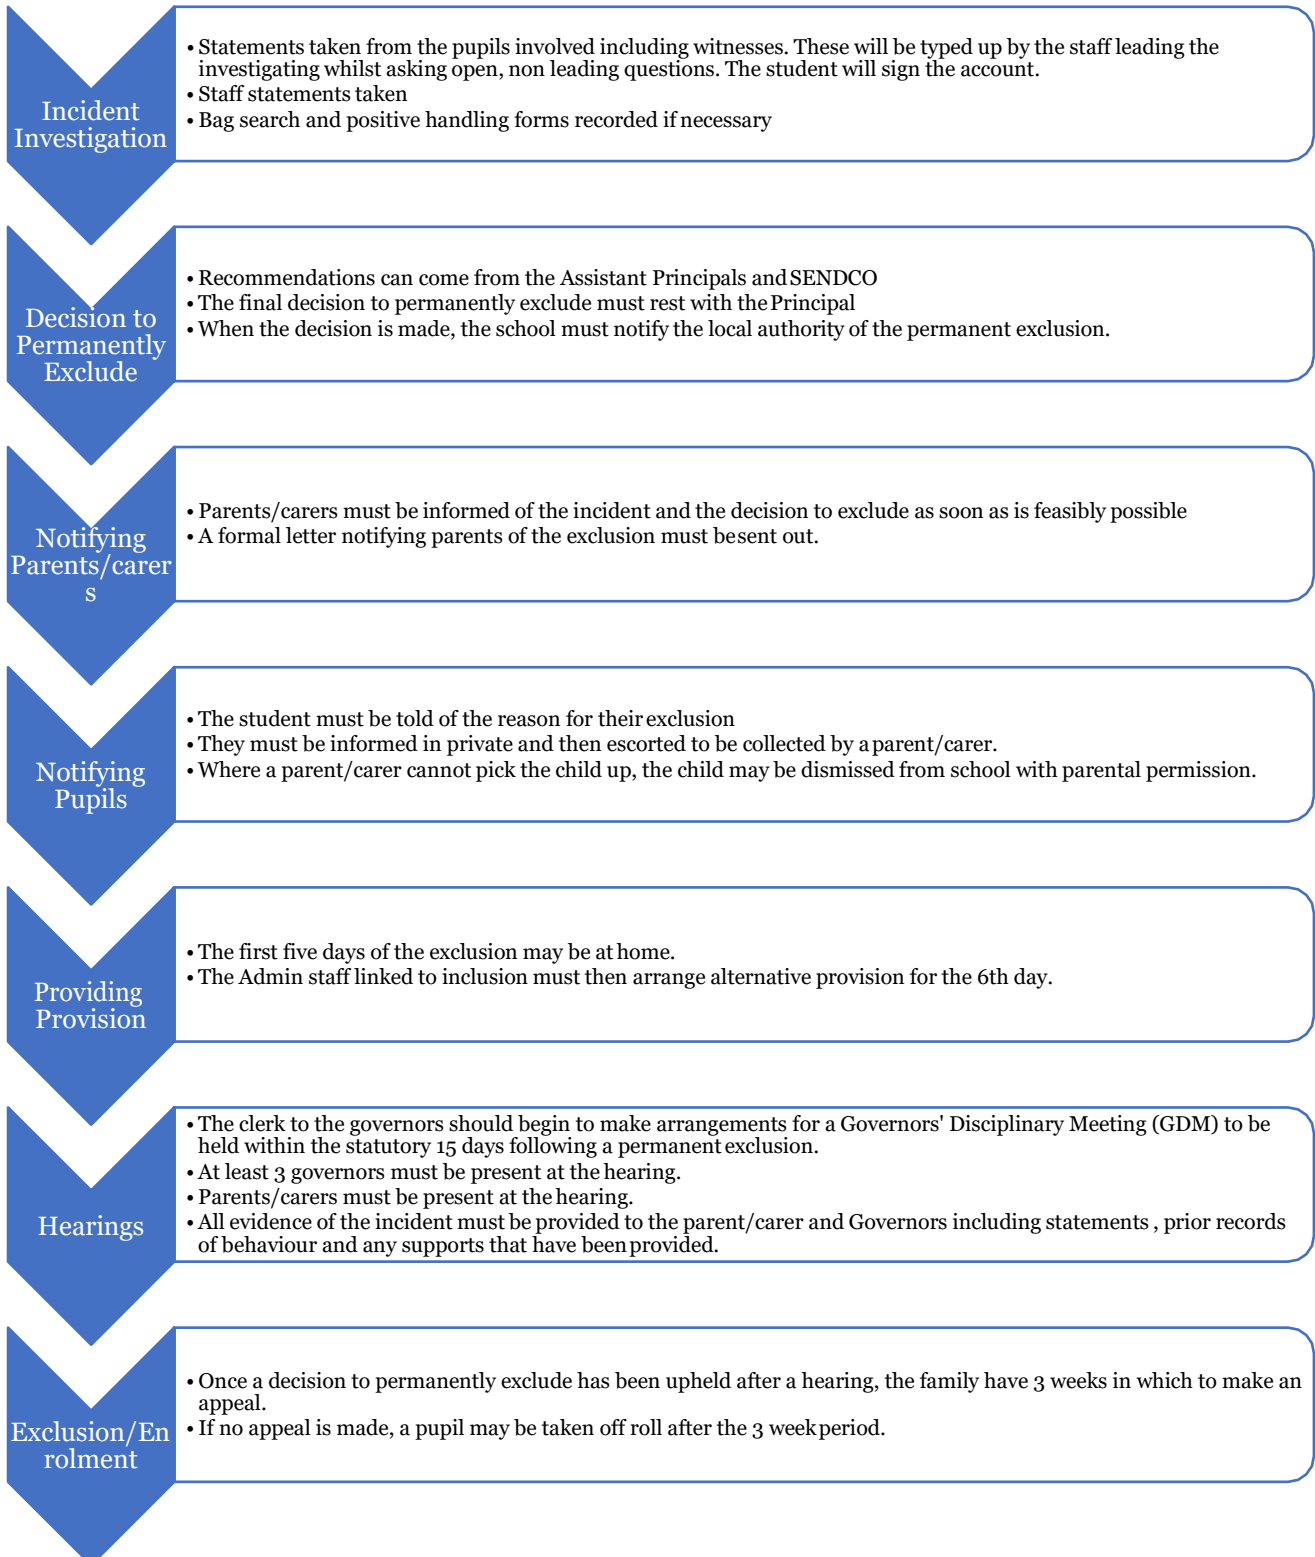 Incident
Investigation
• Statements taken from the pupils involved including witnesses. These will be typed up by the staff leading the
investigating whilst asking open, non leading questions. The student will sign the account.
• Staff statements taken
• Bag search and positive handling forms recorded if necessary
Decision to
Permanently
Exclude
• Recommendations can come from the Assistant Principals and SENDCO
• The final decision to permanently exclude must rest with the Principal
• When the decision is made, the school must notify the local authority of the permanent exclusion.
Notifying
Parents/carer
s
• Parents/carers must be informed of the incident and the decision to exclude as soon as is feasibly possible
• A formal letter notifying parents of the exclusion must be sent out.
Notifying
Pupils
• The student must be told of the reason for their exclusion
• They must be informed in private and then escorted to be collected by a parent/carer.
• Where a parent/carer cannot pick the child up, the child may be dismissed from school with parental permission.
Providing
Provision
• The first five days of the exclusion may be at home.
• The Admin staff linked to inclusion must then arrange alternative provision for the 6th day.
Hearings
• The clerk to the governors should begin to make arrangements for a Governors' Disciplinary Meeting (GDM) to be
held within the statutory 15 days following a permanent exclusion.
• At least 3 governors must be present at the hearing.
• Parents/carers must be present at the hearing.
• All evidence of the incident must be provided to the parent/carer and Governors including statements , prior records
of behaviour and any supports that have been provided.
Exclusion/En
rolment
• Once a decision to permanently exclude has been upheld after a hearing, the family have 3 weeks in which to make an
appeal.
• If no appeal is made, a pupil may be taken off roll after the 3 week period.